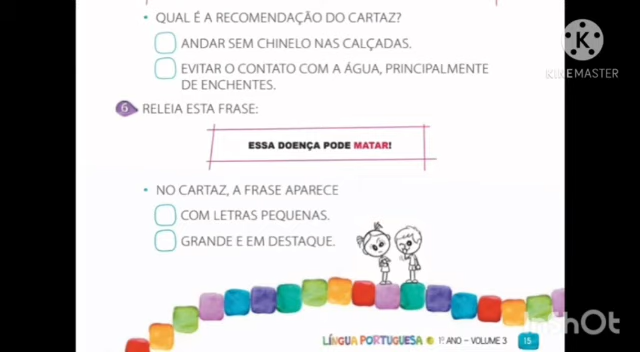 • QUAL É A RECOMENDAÇÃO DO CARTAZ?
ANDAR SEM CHINELO NAS CALÇADAS.
EVITAR O CONTATO COM A ÁGUA, PRINCIPALMENTE
DE ENCHENTES.
6 RELEIA ESTA FRASE:
ESSA DOENÇA PODE MATAR!
• NO CARTAZ, A FRASE APARECE
COM LETRAS PEQUENAS.
GRANDE E EM DESTAQUE.
LÍNGUA PORTUGUESA • 1º ANO – VOLUME 3 15
K
KINEMASTER
InShOt